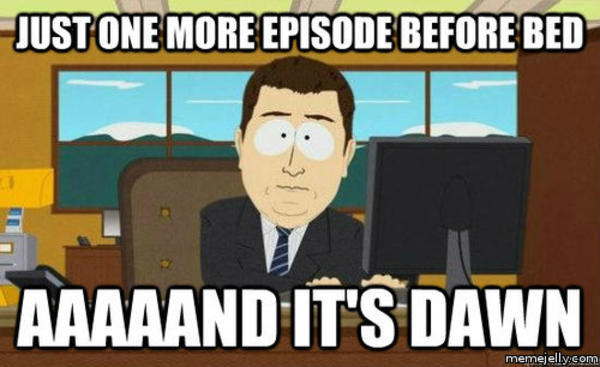 JUST ONE MORE EPISODE BEFORE BED
AAAAAND IT'S DAWN
memejelly.com